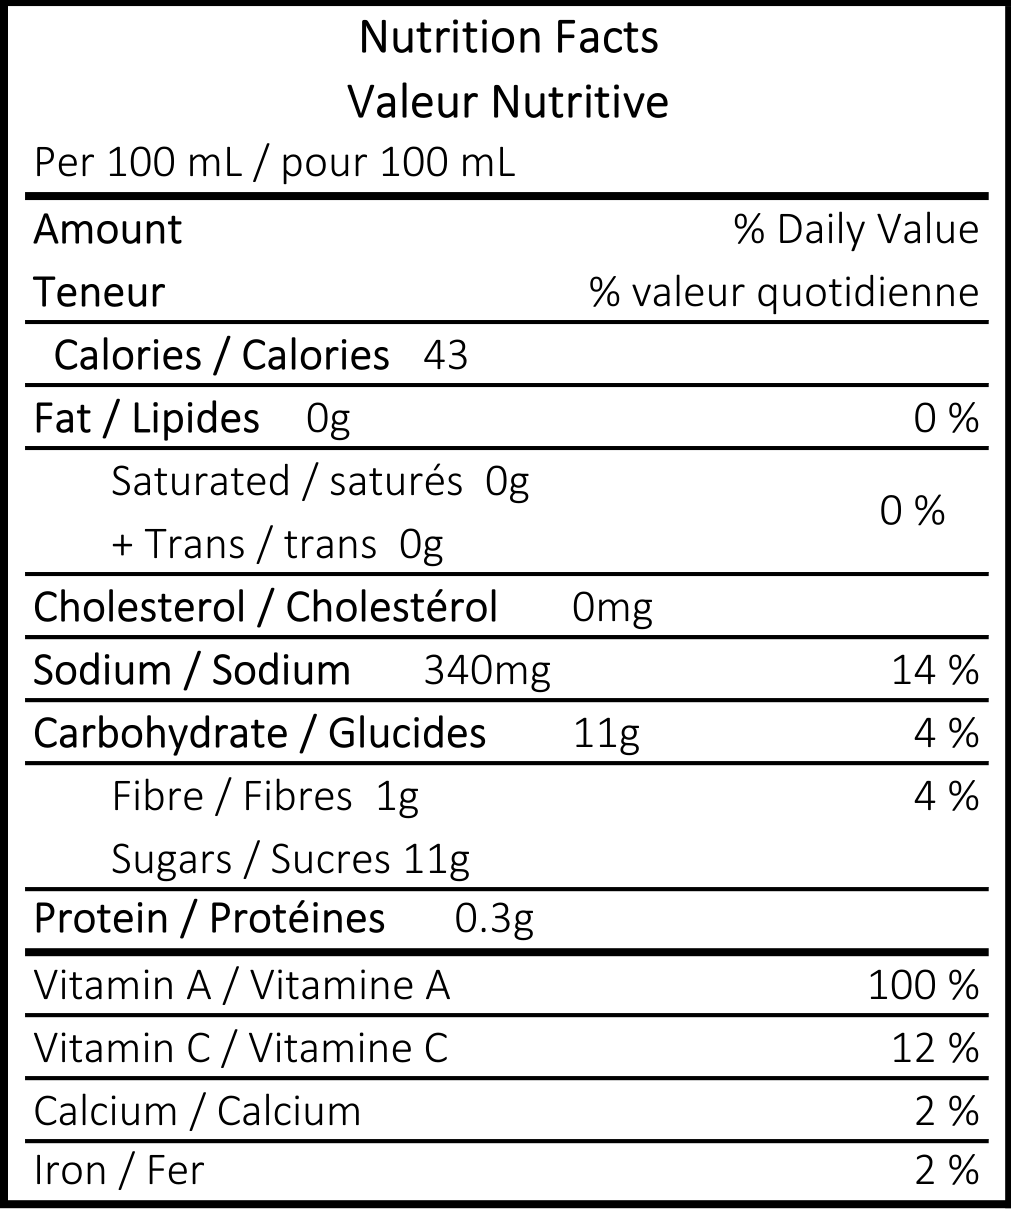 Nutrition Facts
Valeur Nutritive
Per 100 mL / pour 100 mL
Amount % Daily Value
Teneur % valeur quotidienne
Calories / Calories 43
Fat / Lipides 0g 0 %
Saturated / saturés 0g
0 %
+ Trans / trans 0g
Cholesterol / Cholestérol 0mg
Sodium / Sodium 340mg 14 %
Carbohydrate / Glucides 11g 4 %
Fibre / Fibres 1g 4 %
Sugars / Sucres 11g
Protein / Protéines 0.3g
Vitamin A / Vitamine A 100 %
Vitamin C / Vitamine C 12 %
Calcium / Calcium 2 %
Iron / Fer 2 %